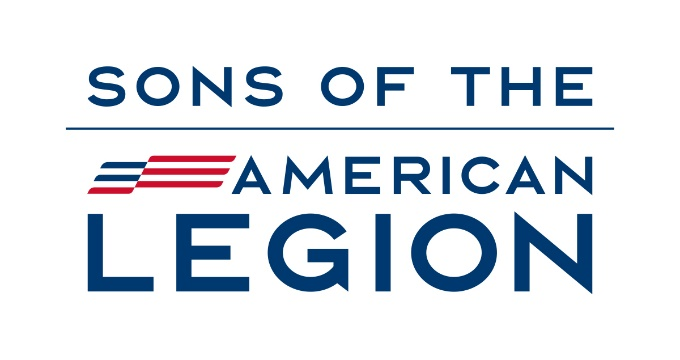 SONS OF THE
AMERICAN
LEGION